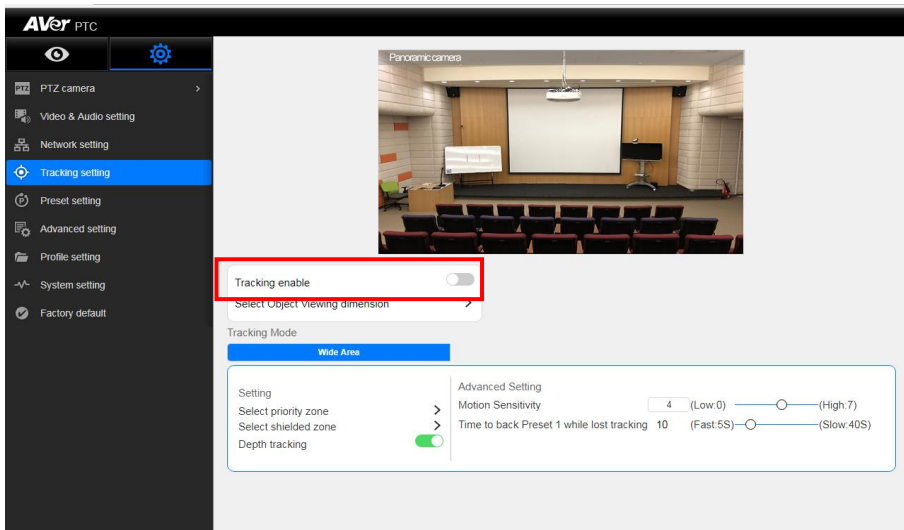 AVer PTC
PTZ PTZ camera
Video & Audio setting
Network setting
Tracking setting
P Preset setting
Advanced setting
Profile setting
System setting
Factory default
Panoramic camera
Tracking enable
Select Object Viewing dimension
Tracking Mode
Wide Area
Setting
Select priority zone
Select shielded zone
Depth tracking
Advanced Setting
Motion Sensitivity 4 (Low:0) (High:7)
Time to back Preset 1 while lost tracking 10 (Fast:5S) (Slow:40S)